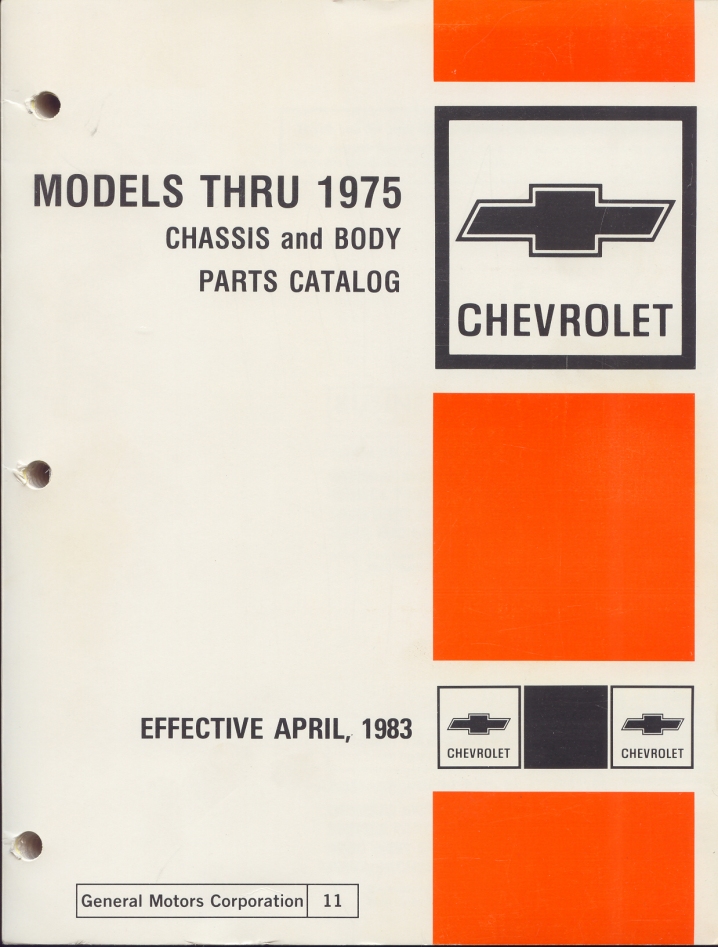 MODELS THRU 1975
CHASSIS and BODY
PARTS CATALOG
CHEVROLET
EFFECTIVE APRIL, 1983
CHEVROLET
CHEVROLET
General Motors Corporation 11